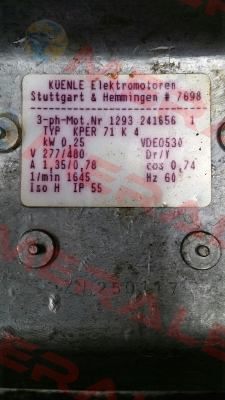 KUENLE Elektromotoren
Stuttgart & Hemmingen # 7698
3-ph-Mot.Nr 1293 241656 1
TYP KPER 71 K 4
kW 0,25 VDE0530
V 277/480 Dr/Y
A 1,35/0,78 cos 0,74
1/min 1645 Hz 60
Iso H IP 55